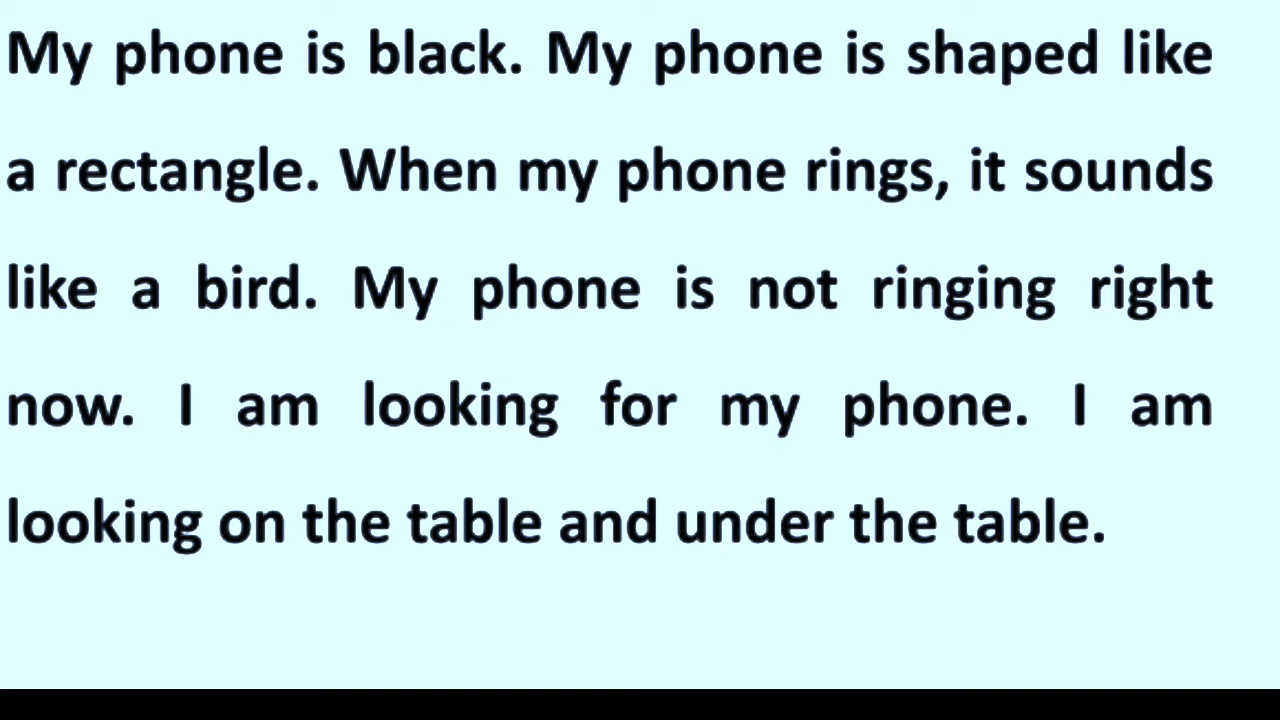 My phone is black. My phone is shaped like
a rectangle. When my phone rings, it sounds
like a bird. My phone is not ringing right
now. I am looking for my phone. I am
looking on the table and under the table.